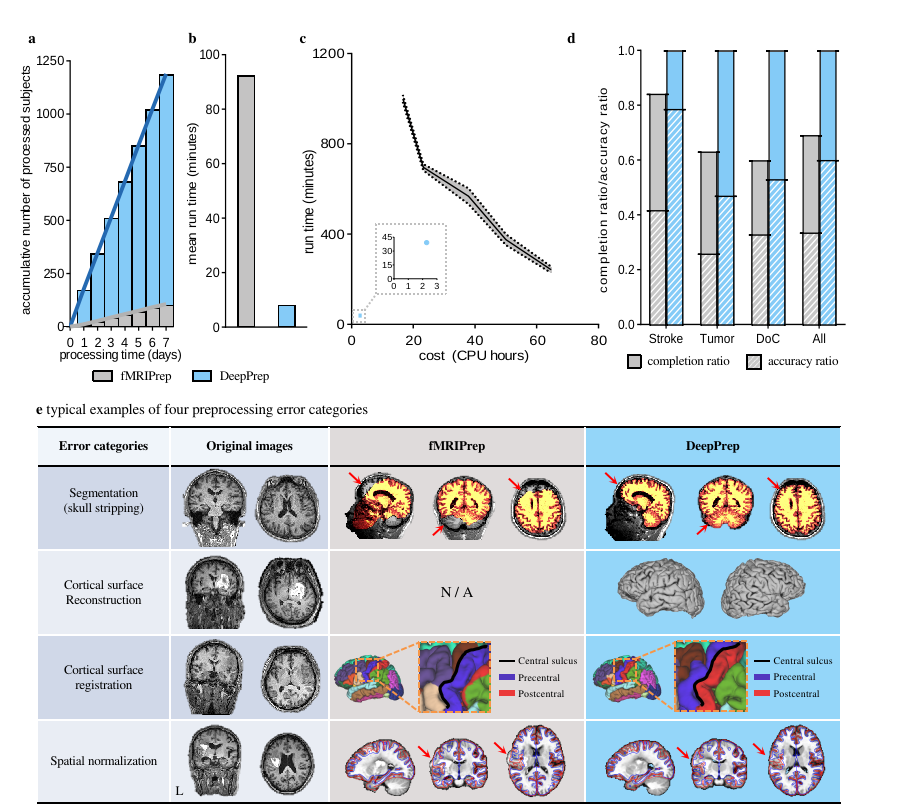 a
accumulative number of processed subjects
1250
1000
750
500
250
0
0 1 2 3 4 5 6 7
processing time (days)
b
mean run time (minutes)
100
80
60
40
20
0
fMRIPrep
DeepPrep
c
run time (minutes)
1200
800
400
0
45
30
15
0
0 1 2 3
0 20 40 60 80
cost (CPU hours)
d
completion ratio/accuracy ratio
1.0
0.8
0.6
0.4
0.2
0.0
Stroke Tumor DoC All
completion ratio
accuracy ratio
e typical examples of four preprocessing error categories
Error categories Original images fMRIPrep DeepPrep
Segmentation
(skull stripping)
Cortical surface
Reconstruction
N / A
Cortical surface
registration
Central sulcus
Precentral
Postcentral
Central sulcus
Precentral
Postcentral
Spatial normalization
L